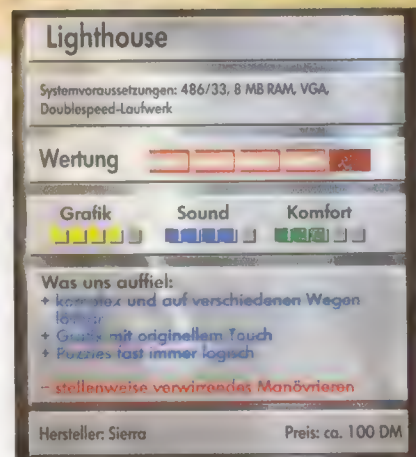 Lighthouse
Systemvoraussetzungen: 486/33, 8 MB RAM, VGA,
Doublespeed-Laufwerk
Wertung
Grafik Sound Komfort
Was uns auffiel:
+ komplex und auf verschiedenen Wegen
lösbar
+ Grafik mit originellem Touch
+ Puzzles fast immer logisch
– stellenweise verwirrendes Manövrieren
Hersteller: Sierra Preis: ca. 100 DM